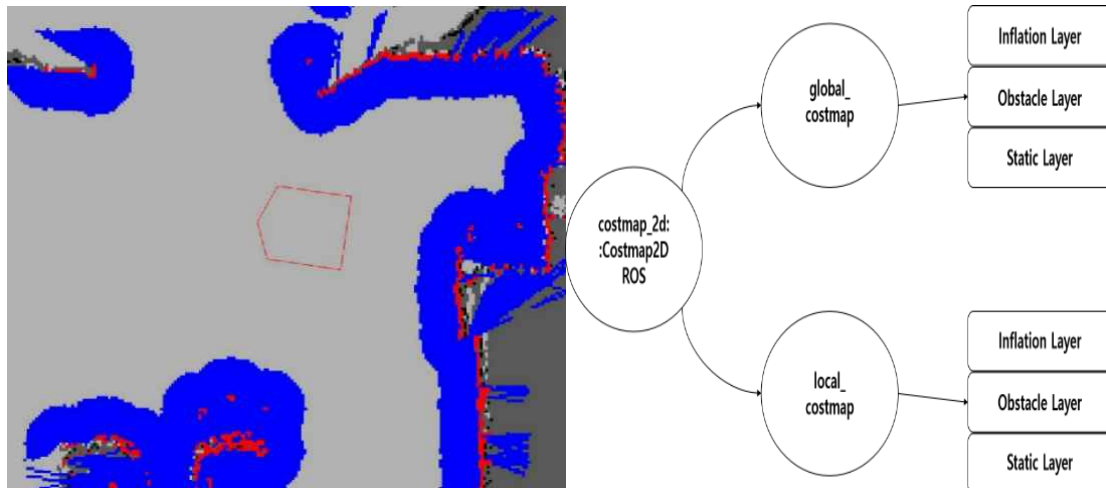 Inflation Layer
global_
costmap
Obstacle Layer
Static Layer
costmap_2d:
:Costmap2D
ROS
Inflation Layer
local_
costmap
Obstacle Layer
Static Layer